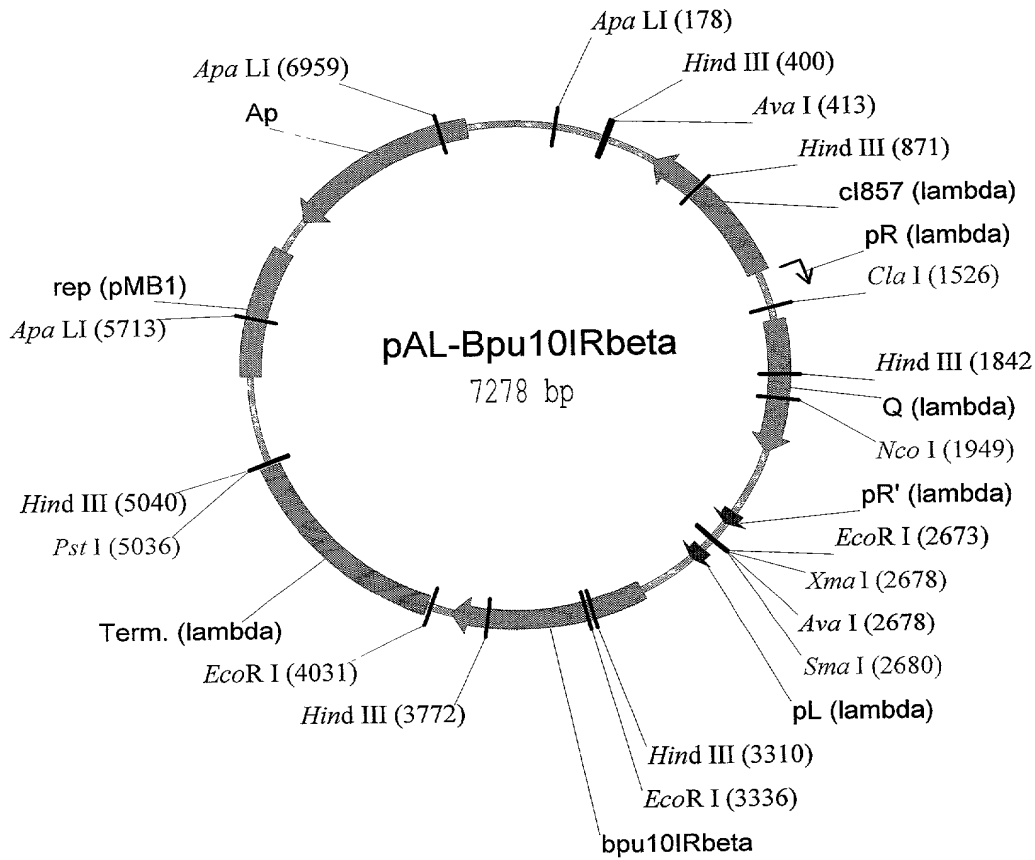 Apa LI (178)
Hind III (400)
Ava I (413)
Hind III (871)
cI857 (lambda)
pR (lambda)
Cla I (1526)
Hind III (1842
Q (lambda)
Nco I (1949)
pR' (lambda)
EcoR I (2673)
Xma I (2678)
Ava I (2678)
Sma I (2680)
pL (lambda)
Hind III (3310)
EcoR I (3336)
bpu10IRbeta
Hind III (3772)
EcoR I (4031)
Term. (lambda)
Pst I (5036)
Hind III (5040)
Apa LI (5713)
rep (pMB1)
Ap
Apa LI (6959)
pAL-Bpu10IRbeta
7278 bp